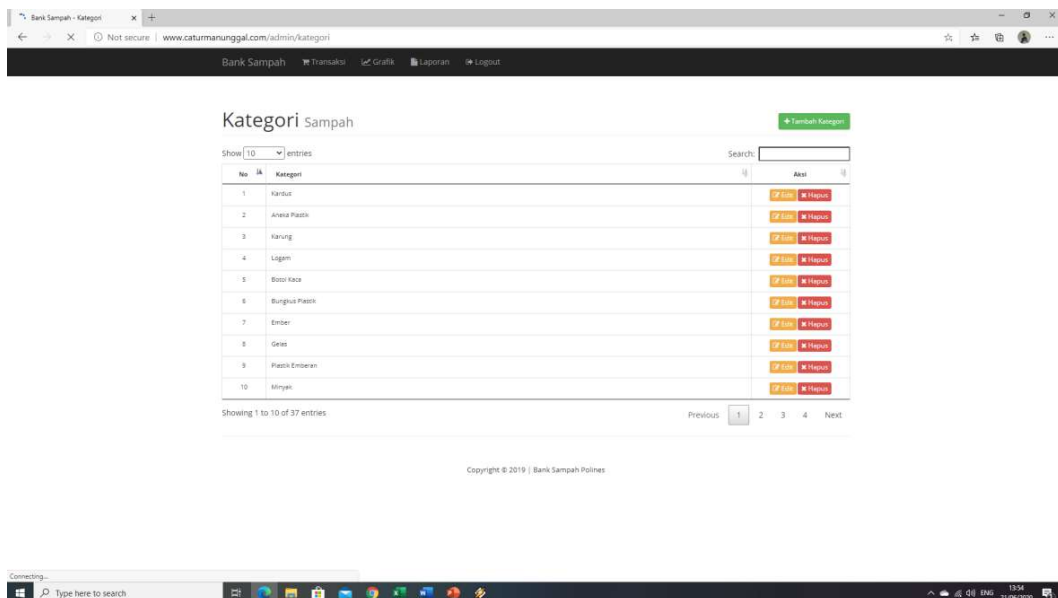 Bank Sampah - Kategori
Not secure | www.caturmanunggal.com/admin/kategori
Bank Sampah Transaksi Grafik Laporan Logout
Kategori Sampah
+Tambah Kategori
Show 10 entries Search:
No Kategori Aksi
1 Kardus Edit Hapus
2 Aneka Plastik Edit Hapus
3 Karung Edit Hapus
4 Logam Edit Hapus
5 Botol Kaca Edit Hapus
6 Bungkus Plastik Edit Hapus
7 Ember Edit Hapus
8 Gelas Edit Hapus
9 Plastik Emberan Edit Hapus
10 Minyak Edit Hapus
Showing 1 to 10 of 37 entries Previous 1 2 3 4 Next
Copyright © 2019 | Bank Sampah Polines
Connecting...
Type here to search ENG 13:54
21/06/2020